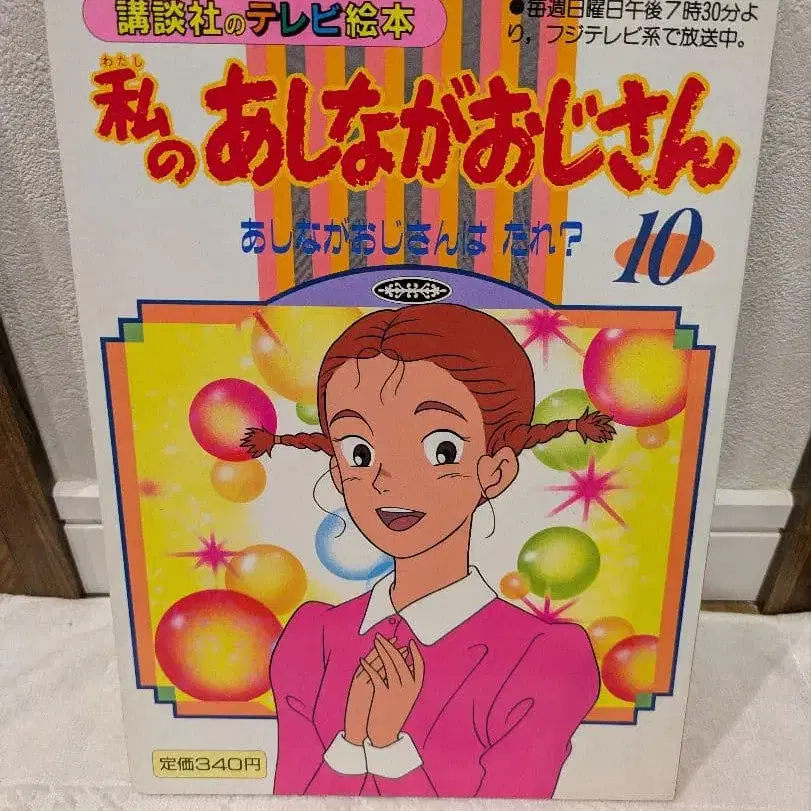 講談社のテレビ絵本
●毎週日曜日午後7時30分よ
り,フジテレビ系で放送中。
わたし
私のあしながおじさん
あしながおじさんは だれ?
10
定価340円